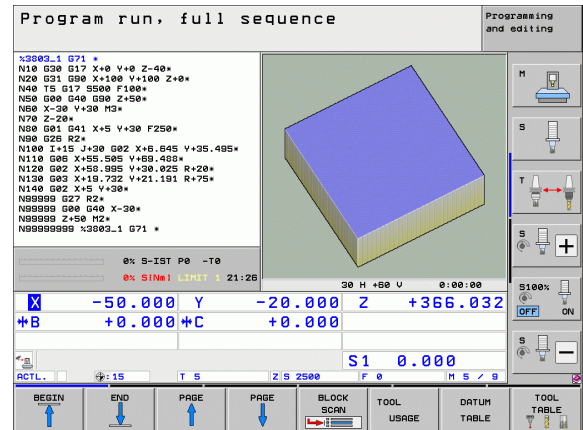 Program run, full sequence
Programming
and editing
%3803_1 G71 *
N10 G30 G17 X+0 Y+0 Z-40*
N20 G31 G90 X+100 Y+100 Z+0*
N40 T5 G17 S500 F100*
N50 G00 G40 G90 Z+50*
N60 X-30 Y+30 M3*
N70 Z-20*
N80 G01 G41 X+5 Y+30 F250*
N90 G26 R2*
N100 I+15 J+30 G02 X+6.645 Y+35.495*
N110 G06 X+55.505 Y+69.488*
N120 G02 X+58.995 Y+30.025 R+20*
N130 G03 X+19.732 Y+21.191 R+75*
N140 G02 X+5 Y+30*
N99999 G27 R2*
N99999 G00 G40 X-30*
N99999 Z+50 M2*
N99999999 %3803_1 G71 *
0% S-IST P0 -T0
0% S[Nm] LIMIT 1 21:26
30 H +60 V 0:00:00
X -50.000 Y -20.000 Z +366.032
B +0.000 C +0.000
S1 0.00
ACTL. :15 T 5 Z S 2500 F 0 M 5 / 9
M
S
T
S
S100%
OFF ON
S
BEGIN
END
PAGE
PAGE
BLOCK
SCAN
TOOL
USAGE
DATUM
TABLE
TOOL
TABLE